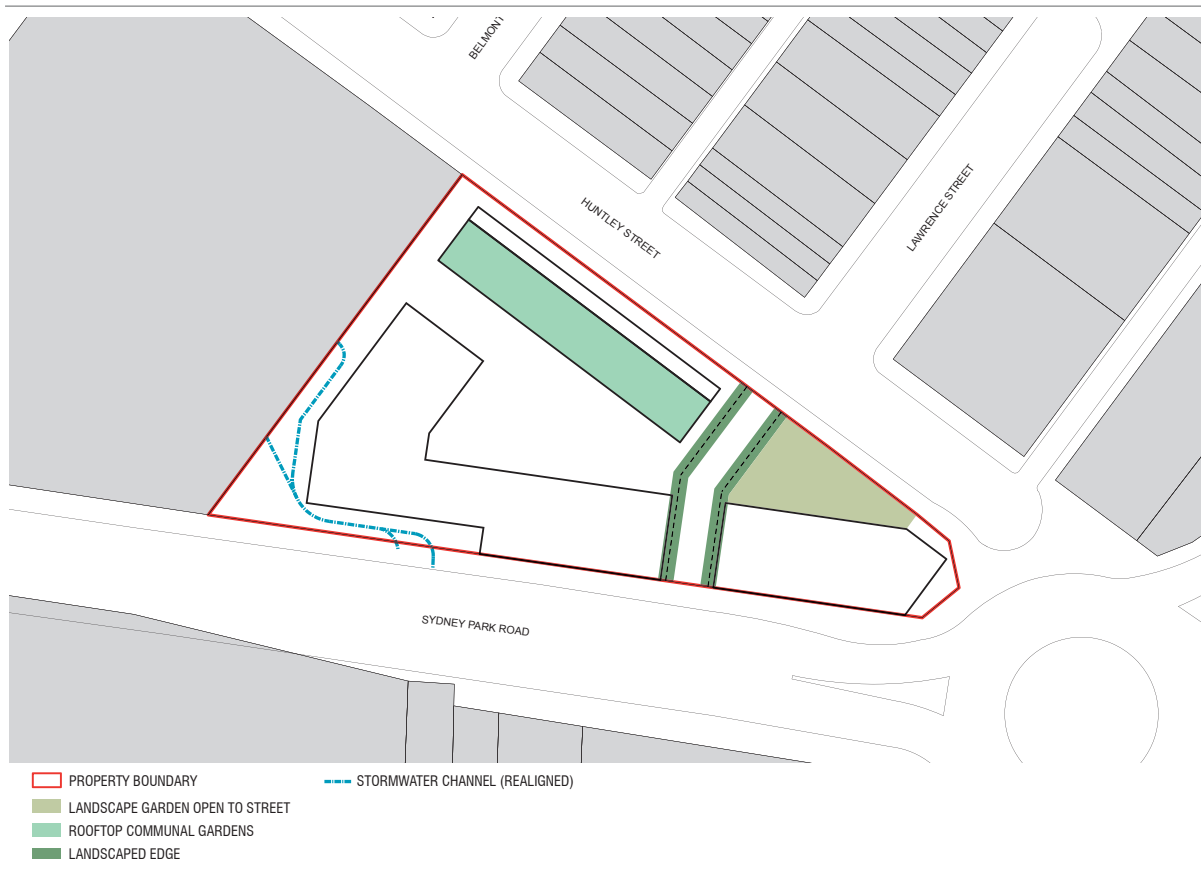 BELMONT
HUNTLEY STREET
LAWRENCE STREET
SYDNEY PARK ROAD
PROPERTY BOUNDARY
STORMWATER CHANNEL (REALIGNED)
LANDSCAPE GARDEN OPEN TO STREET
ROOFTOP COMMUNAL GARDENS
LANDSCAPED EDGE